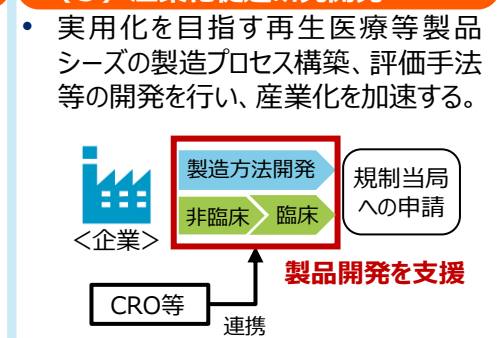 • 実用化を目指す再生医療等製品
シーズの製造プロセス構築、評価手法
等の開発を行い、産業化を加速する。
製造方法開発
非臨床
臨床
規制当局
への申請
<企業>
製品開発を支援
CRO等
連携